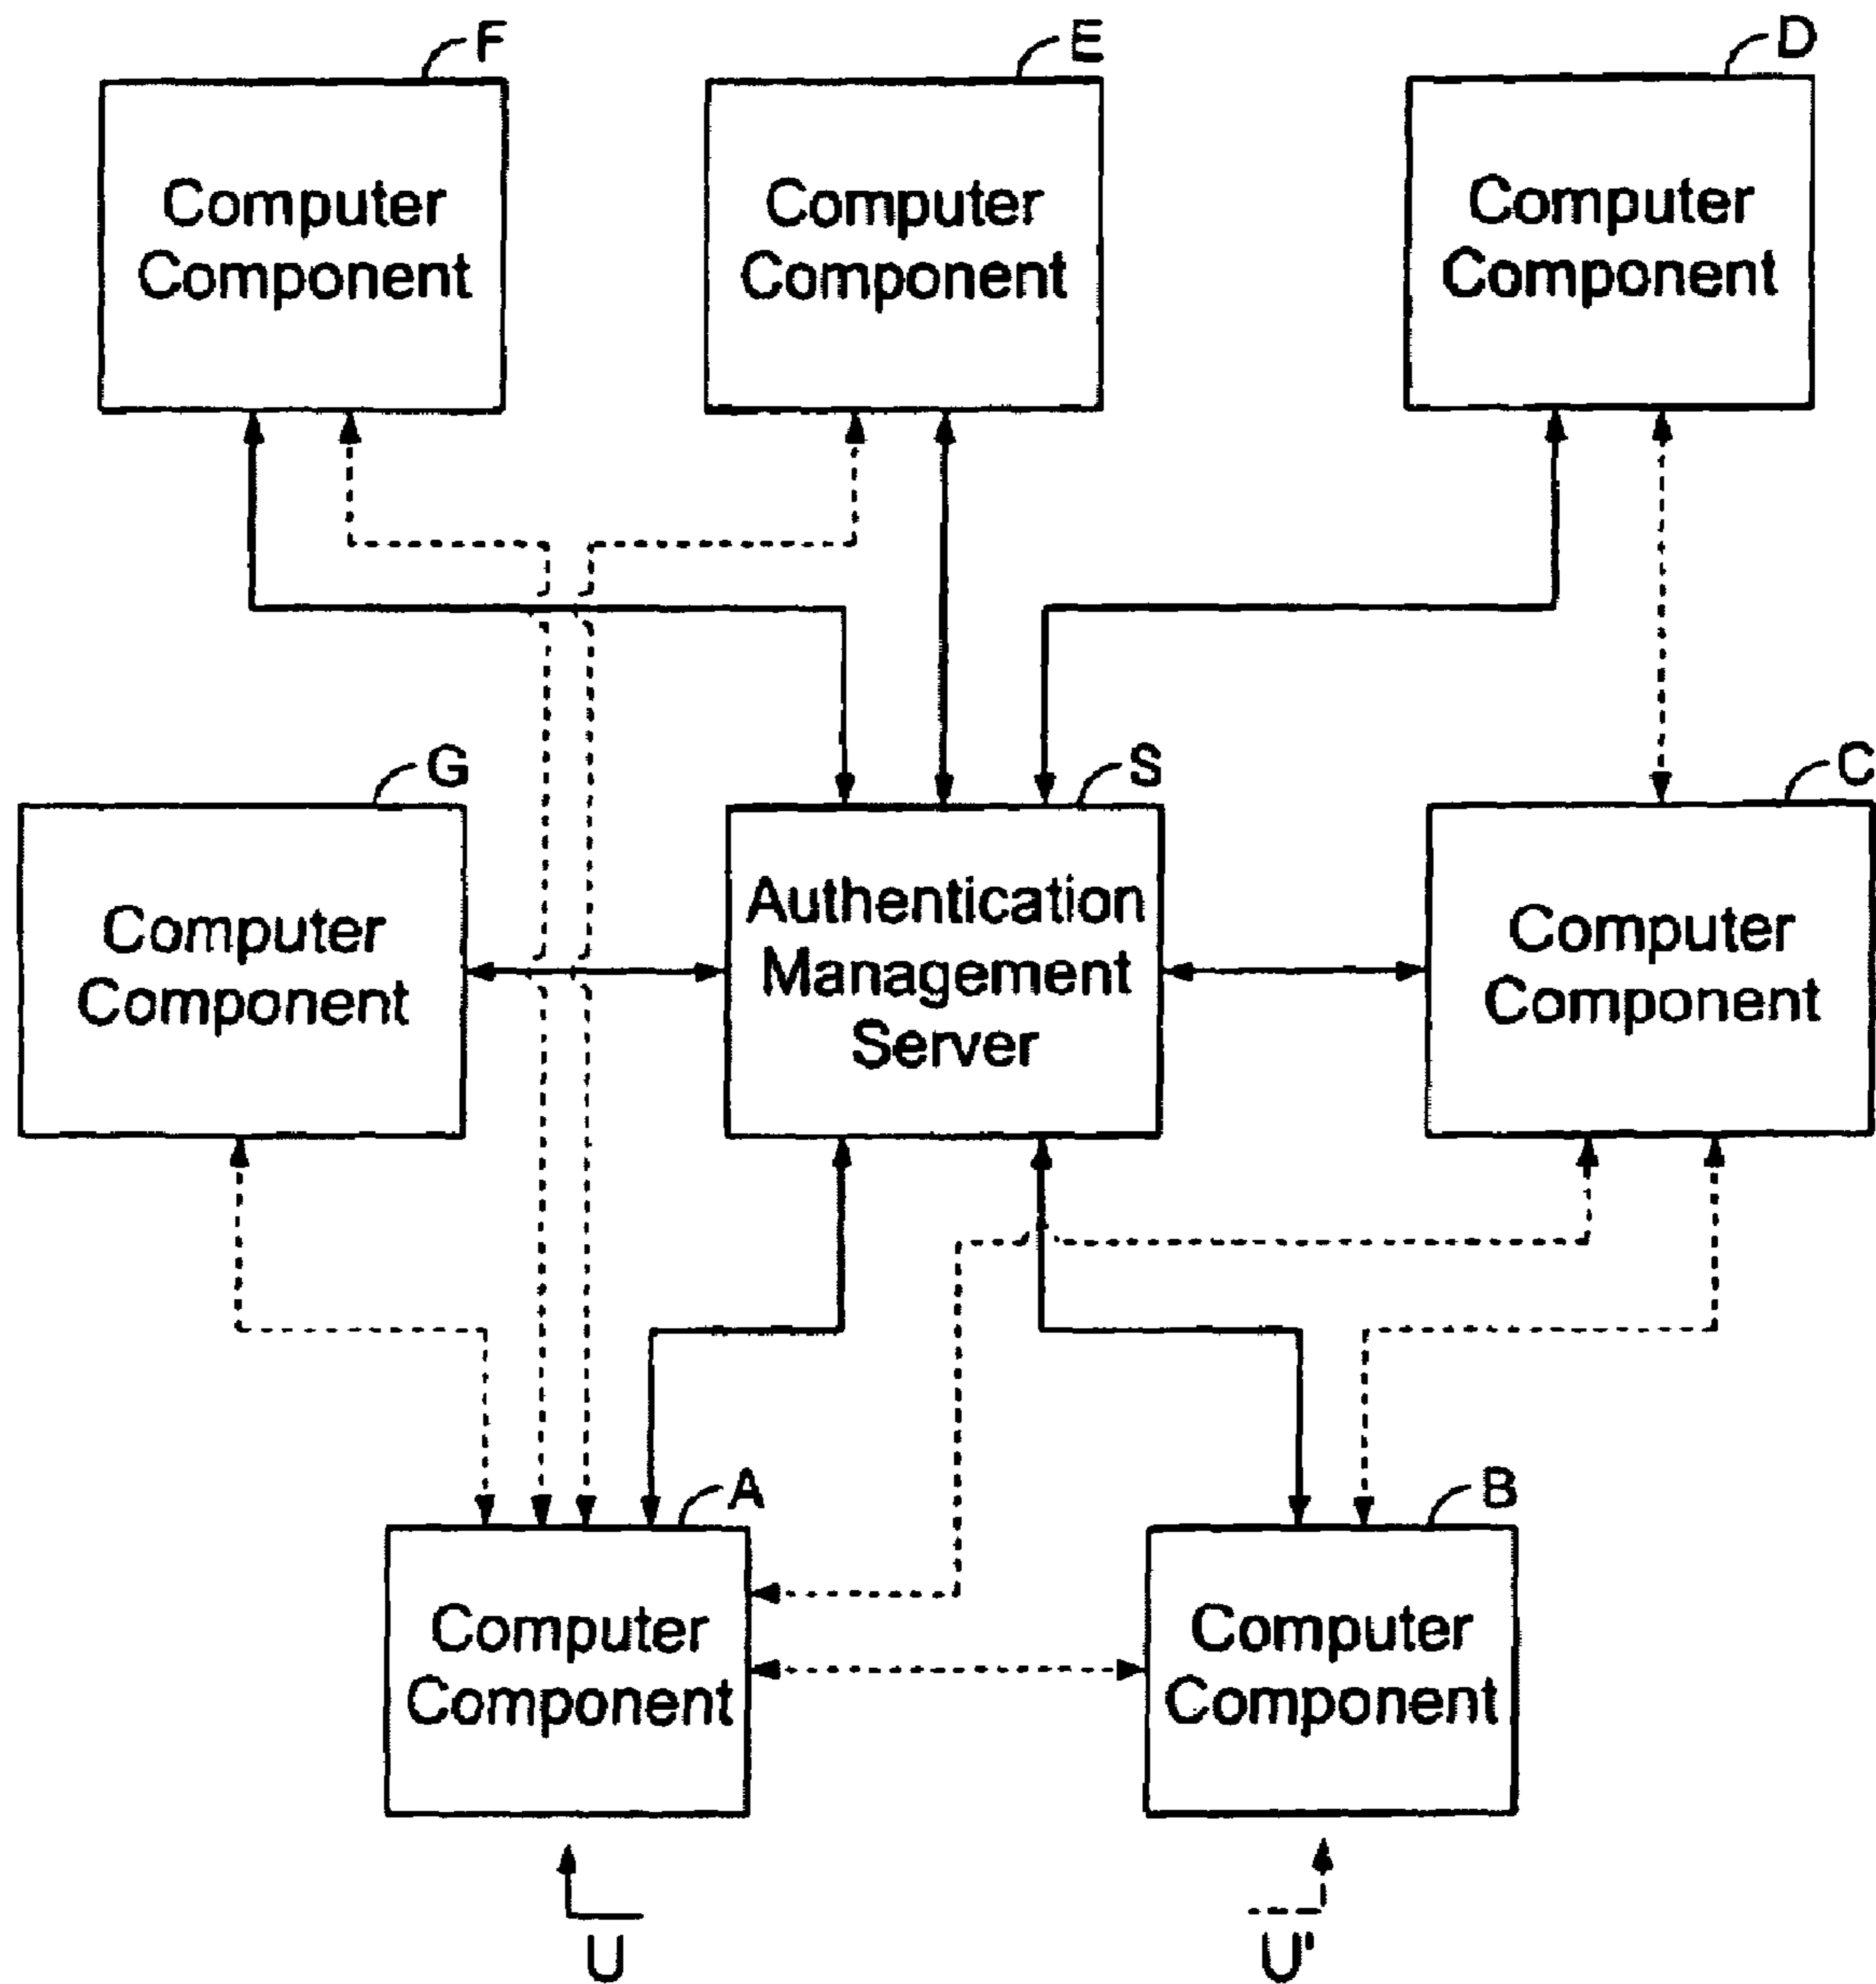 F
E
D
Computer
Component
Computer
Component
Computer
Component
G
S
C
Computer
Component
Authentication
Management
Server
Computer
Component
A
B
Computer
Component
Computer
Component
U
U'